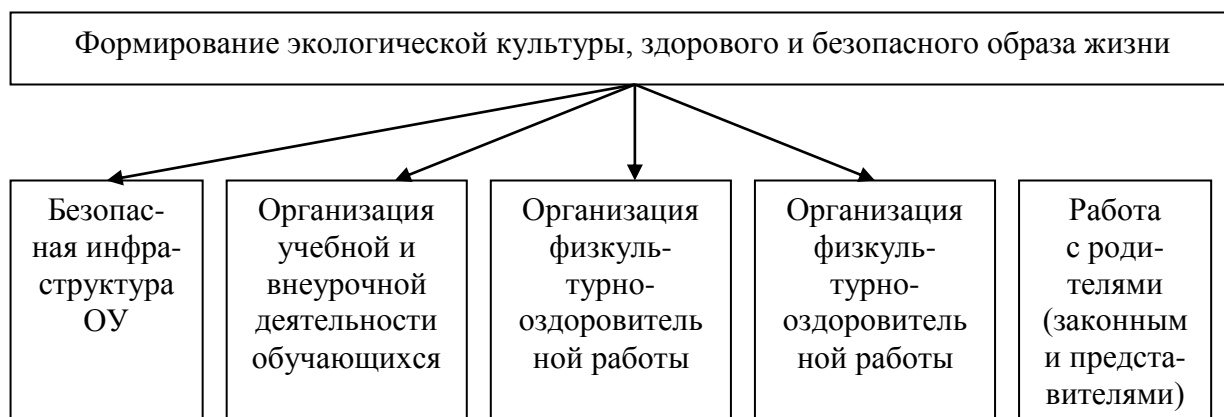 Формирование экологической культуры, здорового и безопасного образа жизни
Безопас-
ная инфра-
структура
ОУ
Организация
учебной и
внеурочной
деятельности
обучающихся
Организация
физкуль-
турно-
оздоровитель
ной работы
Организация
физкуль-
турно-
оздоровитель
ной работы
Работа
с роди-
телями
(законным
и предста-
вителями)